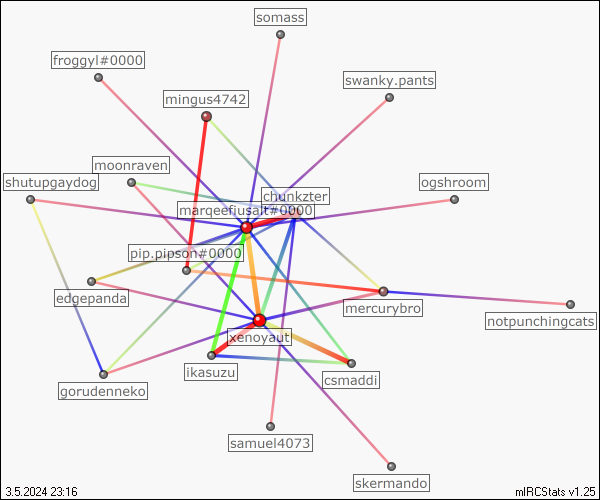 somass
froggyl#0000
swanky.pants
mingus4742
moonraven
shutupgaydog
ogshroom
chunkzter
marqeefiusalt#0000
pip.pipson#0000
edgepanda
mercurybro
notpunchingcats
xenoyaut
ikasuzu
csmaddi
gorudenneko
samuel4073
skermando
3.5.2024 23:16
mIRCStats v1.25